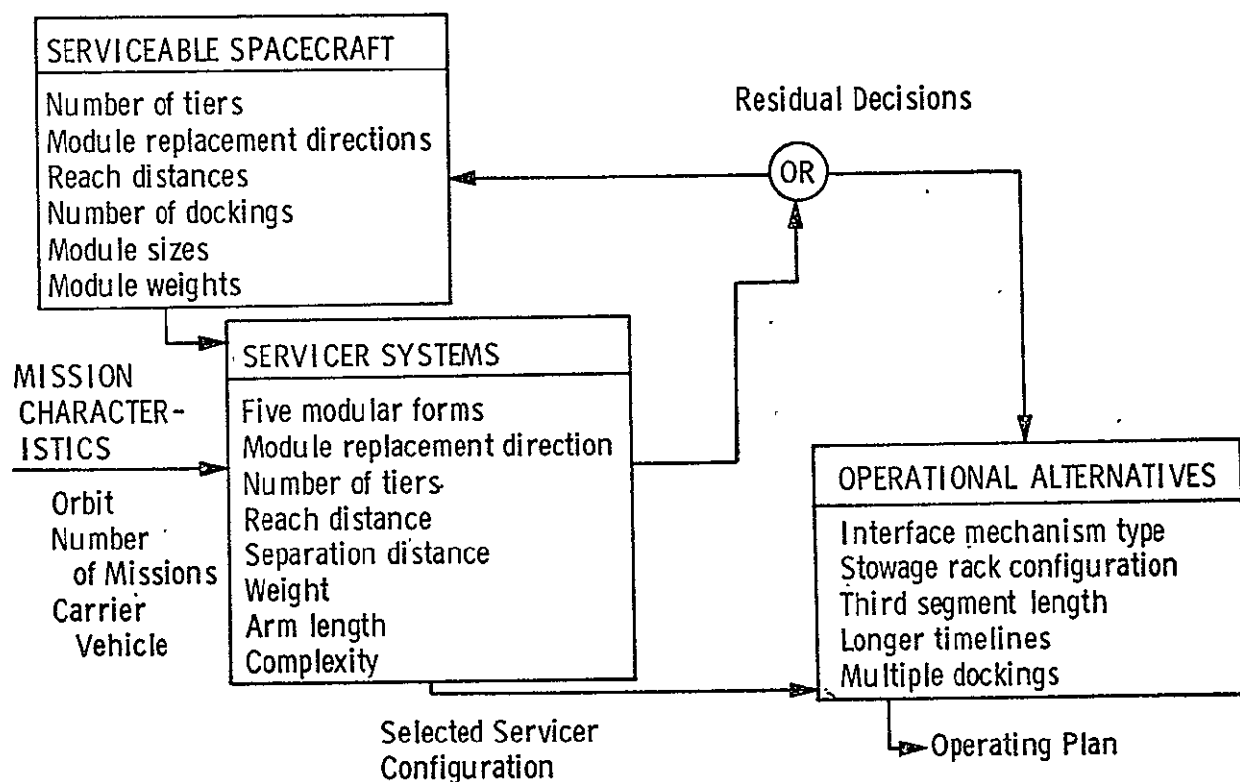 SERVICEABLE SPACECRAFT
Number of tiers
Module replacement directions
Reach distances
Number of dockings
Module sizes
Module weights
Residual Decisions
OR
MISSION
CHARACTER-
ISTICS
Orbit
Number
of Missions
Carrier
Vehicle
SERVICER SYSTEMS
Five modular forms
Module replacement direction
Number of tiers
Reach distance
Separation distance
Weight
Arm length
Complexity
OPERATIONAL ALTERNATIVES
Interface mechanism type
Stowage rack configuration
Third segment length
Longer timelines
Multiple dockings
Selected Servicer
Configuration
Operating Plan